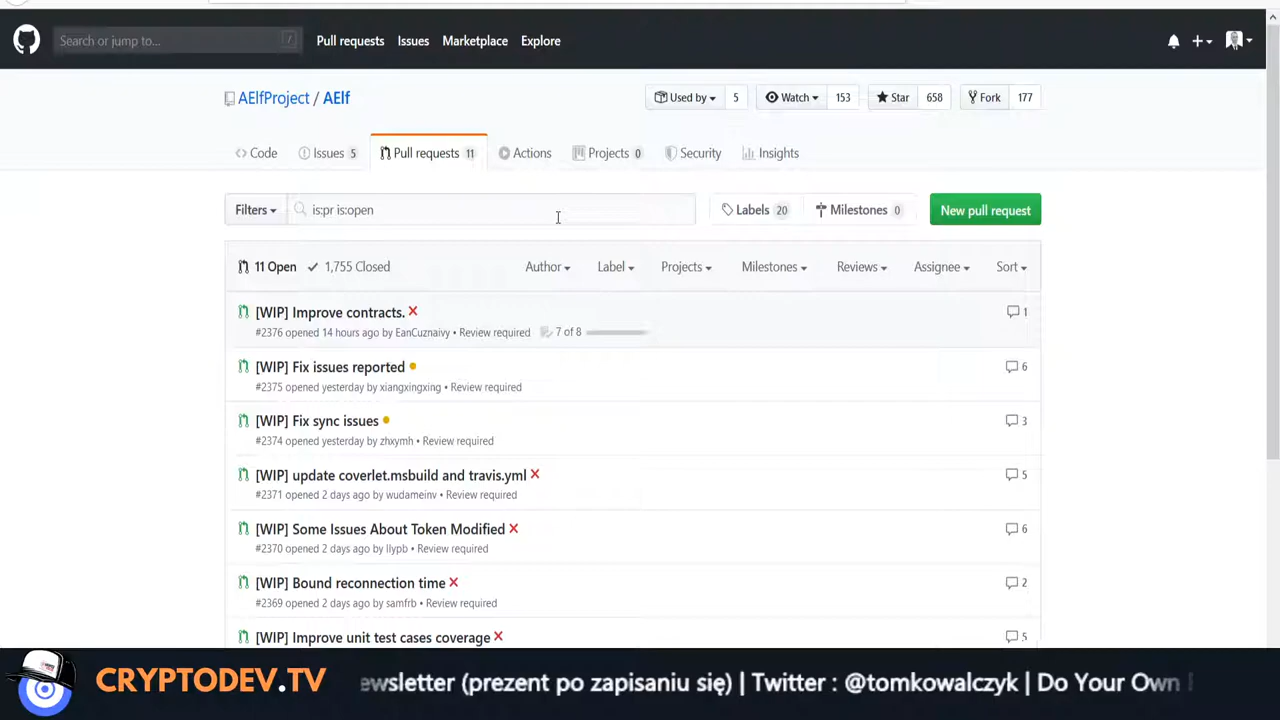 Search or jump to...
/
Pull requests
Issues
Marketplace
Explore
AElfProject / AElf
Used by 5
Watch 153
Star 658
Fork 177
Code
Issues 5
Pull requests 11
Actions
Projects 0
Security
Insights
Filters
is:pr is:open
Labels 20
Milestones 0
New pull request
11 Open
1,755 Closed
Author
Label
Projects
Milestones
Reviews
Assignee
Sort
[WIP] Improve contracts.
1
#2376 opened 14 hours ago by EanCuznaivy • Review required 7 of 8
[WIP] Fix issues reported
6
#2375 opened yesterday by xiangxingxing • Review required
[WIP] Fix sync issues
3
#2374 opened yesterday by zhxymh • Review required
[WIP] update coverlet.msbuild and travis.yml
5
#2371 opened 2 days ago by wudameinv • Review required
[WIP] Some Issues About Token Modified
6
#2370 opened 2 days ago by llypb • Review required
[WIP] Bound reconnection time
2
#2369 opened 2 days ago by samfrb • Review required
[WIP] Improve unit test cases coverage
5
CRYPTODEV.TV
ewsletter (prezent po zapisaniu się) | Twitter : @tomkowalczyk | Do Your Own